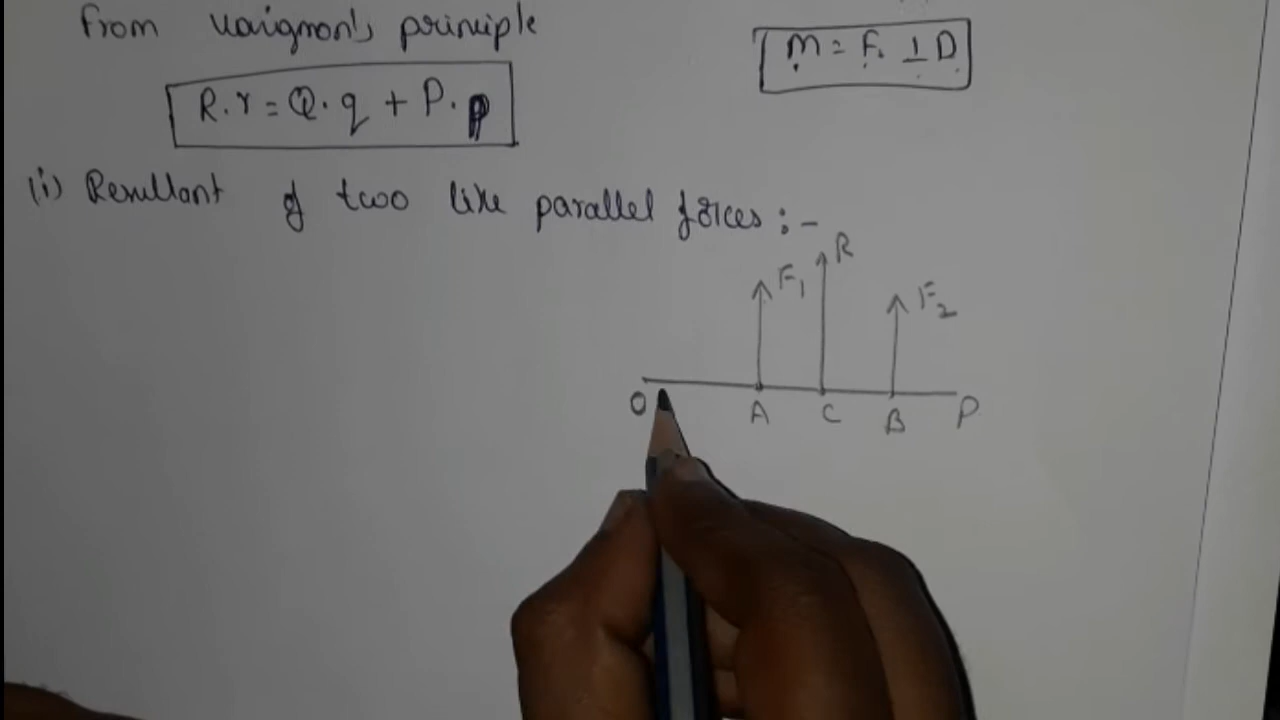 from varignon's principle
M = F. ⊥ D
R.r = Q.q + P.p
(i) Resultant of two like parallel forces :-
R
F1
F2
O A C B P